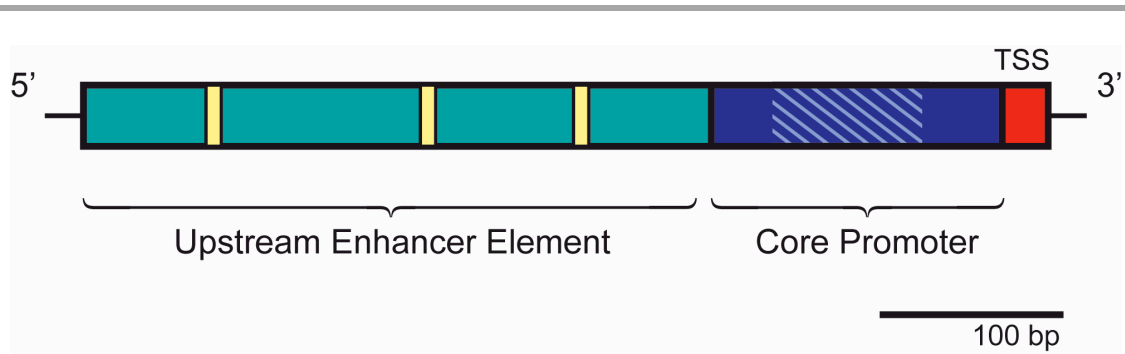 TSS
5’
3’
Upstream Enhancer Element
Core Promoter
100 bp